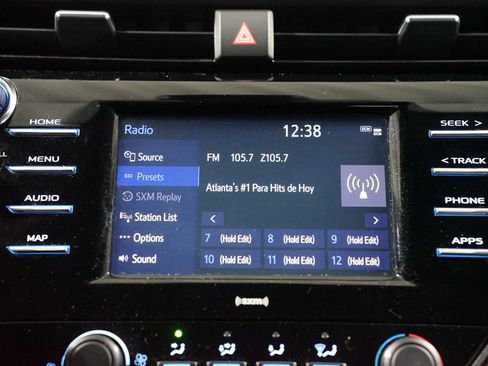 Radio 12:38 DCM
HOME
SEEK >
Source
FM 105.7 Z105.7
MENU
Presets
< TRACK
Atlanta's #1 Para Hits de Hoy
AUDIO
SXM Replay
PHONE
Station List
< >
MAP
Options
7 (Hold Edit) 8 (Hold Edit) 9 (Hold Edit)
APPS
Sound
10 (Hold Edit) 11 (Hold Edit) 12 (Hold Edit)
((sxm))